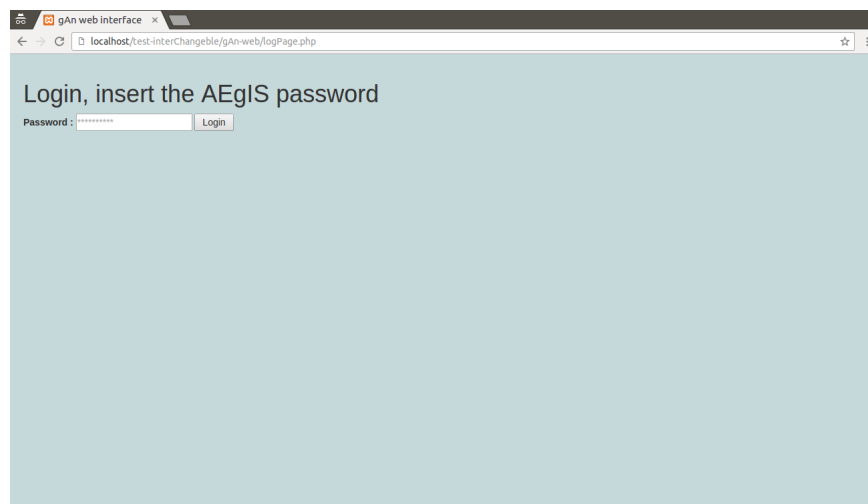 gAn web interface ×
localhost/test-interChangeble/gAn-web/logPage.php
Login, insert the AEgIS password
Password : ********** Login